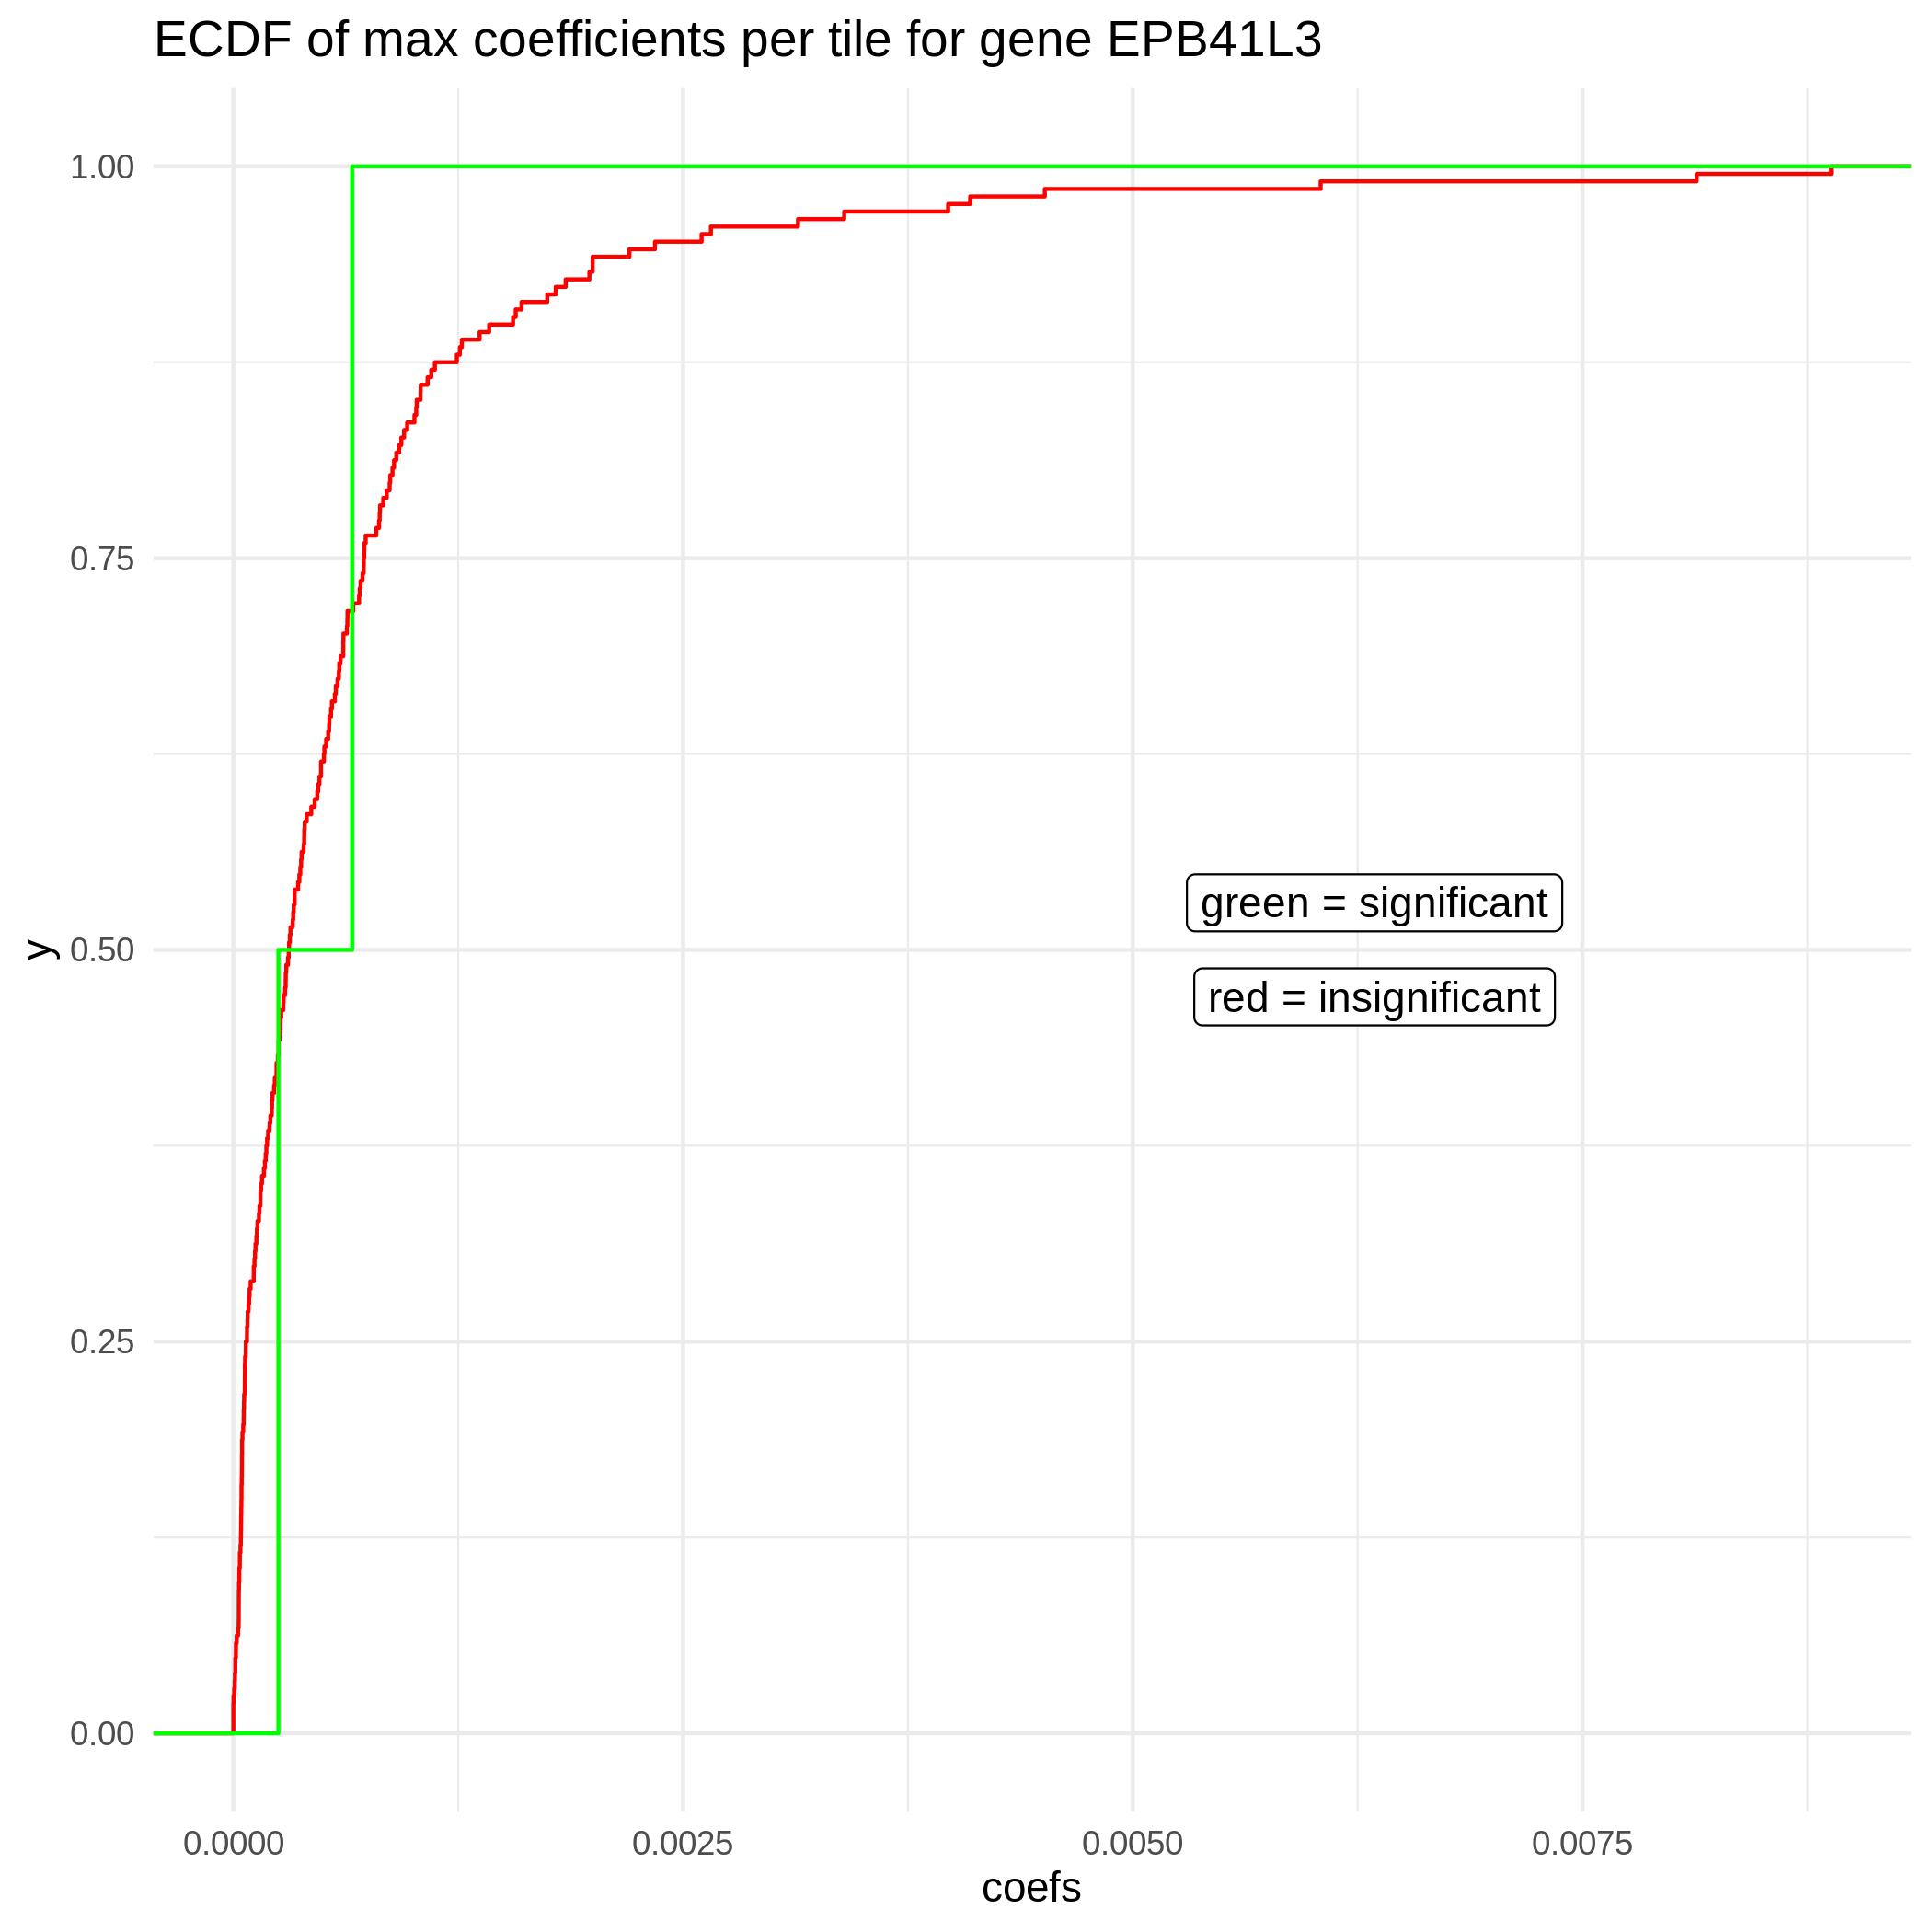 ECDF of max coefficients per tile for gene EPB41L3
1.00
0.75
0.50
0.25
0.00
y
green = significant
red = insignificant
0.0000 0.0025 0.0050 0.0075
coefs